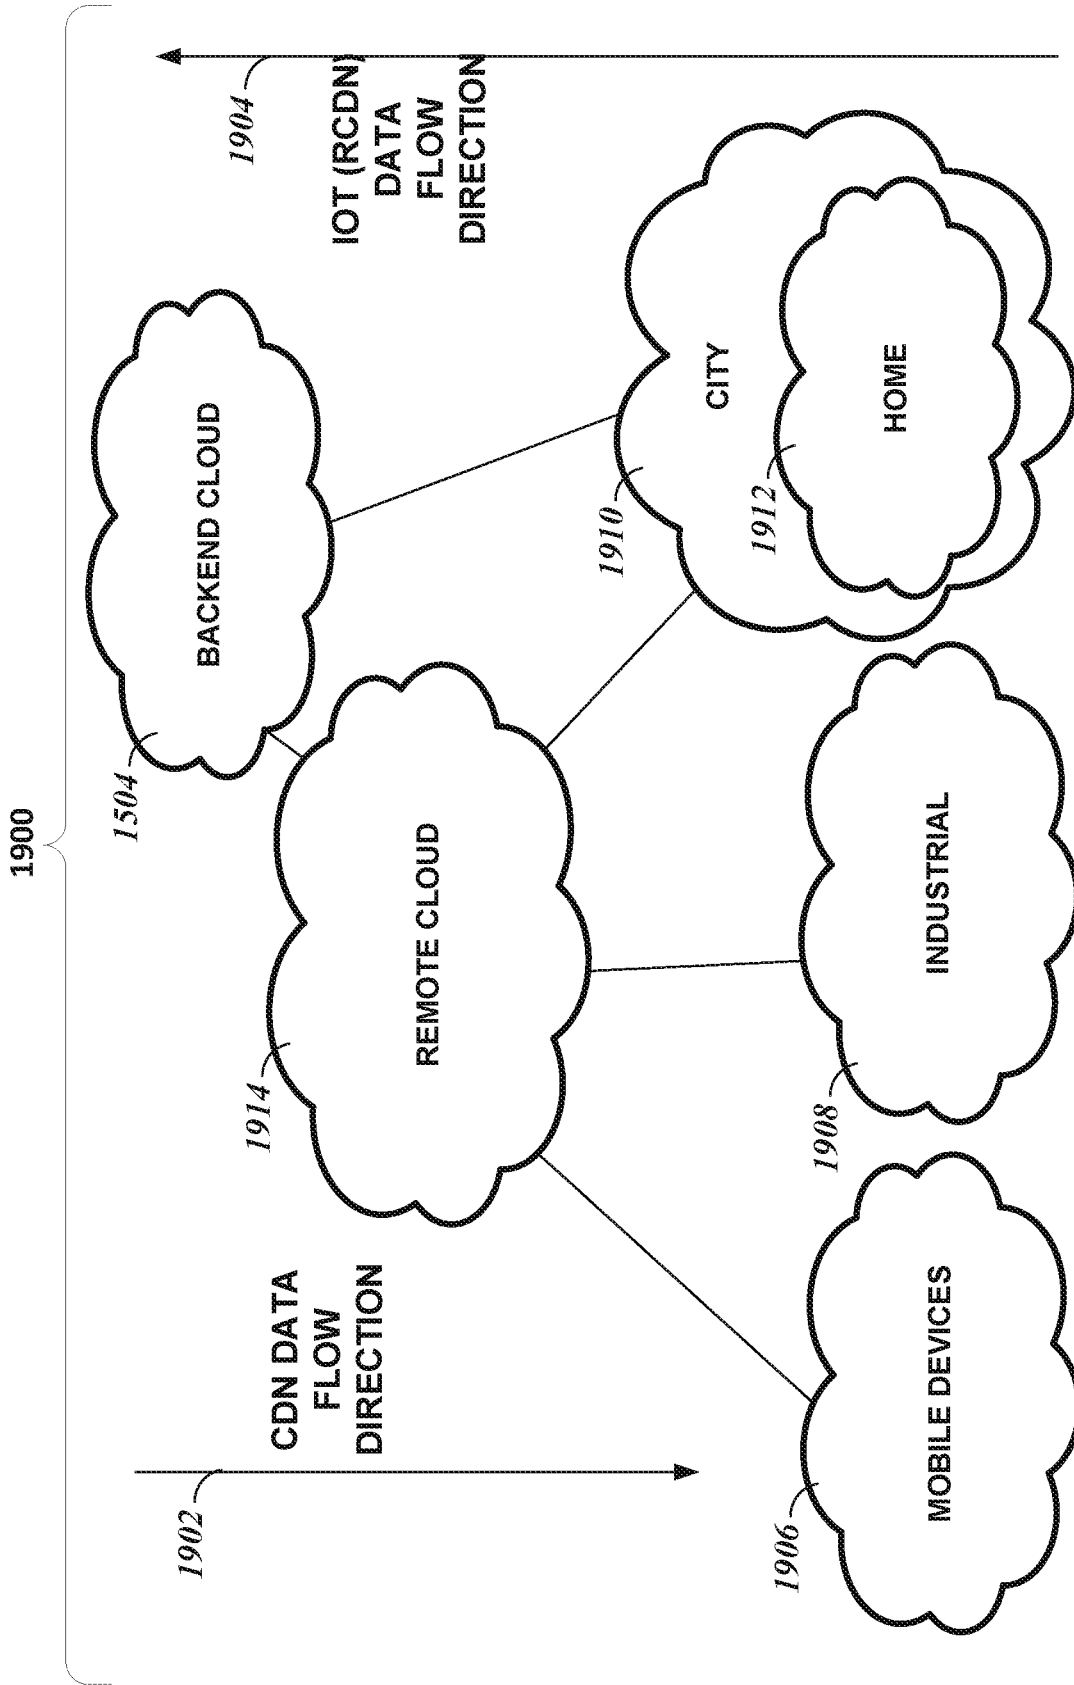 1900
1902
CDN DATA
FLOW
DIRECTION
1504
BACKEND CLOUD
1904
IOT (RCDN)
DATA
FLOW
DIRECTION
1914
REMOTE CLOUD
1906
MOBILE DEVICES
1908
INDUSTRIAL
1910
CITY
1912
HOME